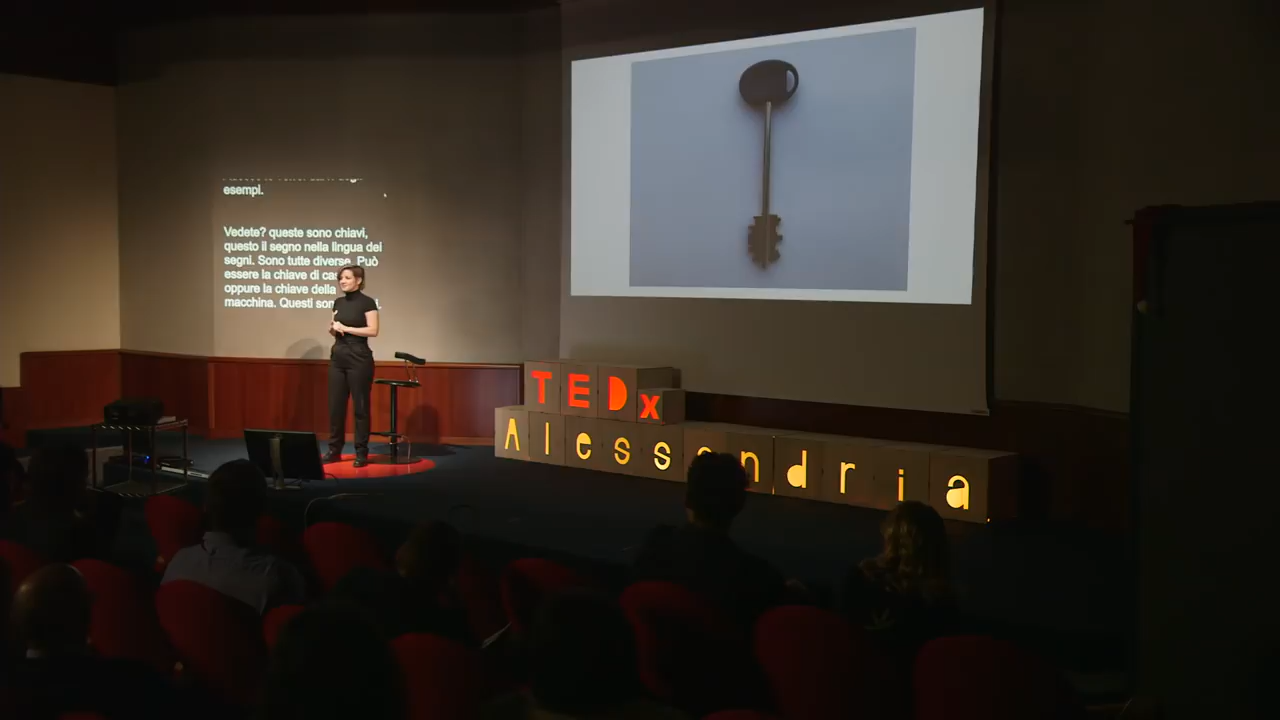 esempi.
Vedete? queste sono chiavi,
questo il segno nella lingua dei
segni. Sono tutte diverse. Può
essere la chiave di
oppure la chiave della
macchina. Questi
TEDx
Alessandria